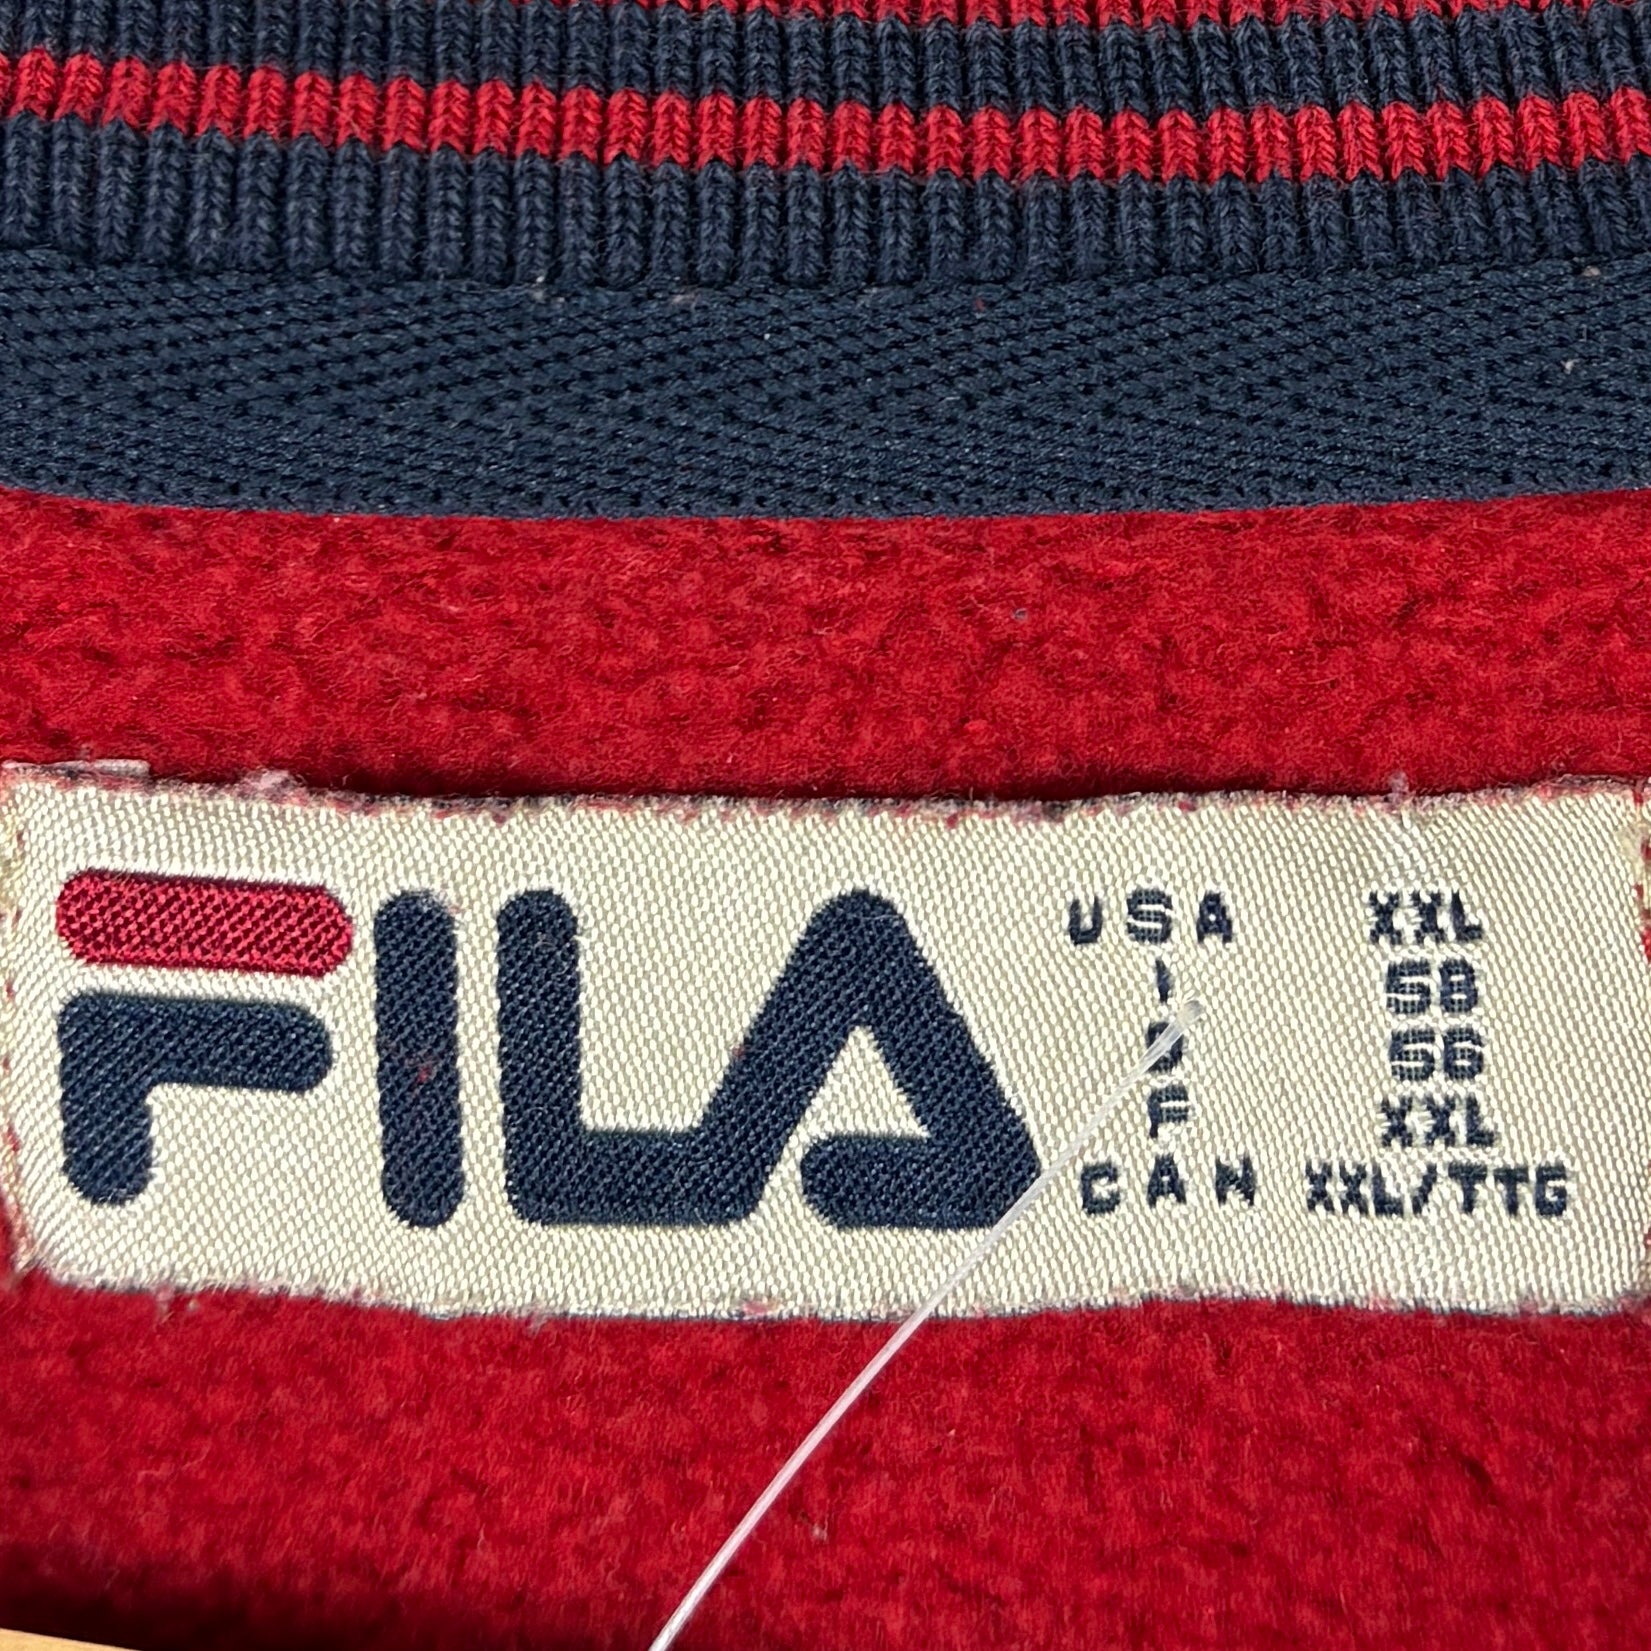 FILA
USA XXL
I 58
D 56
F XXL
CAN XXL/TTG